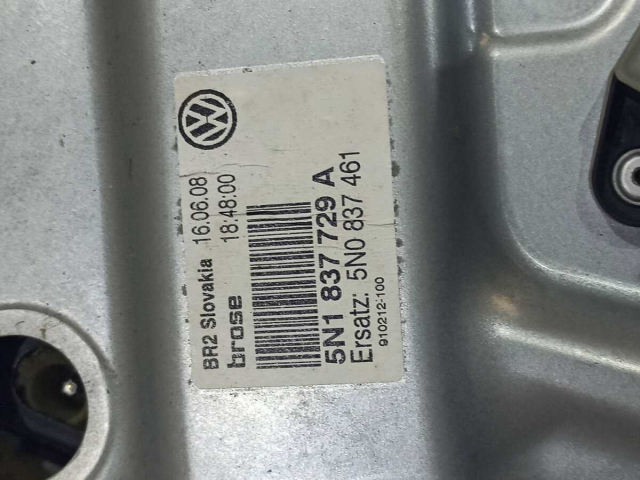 BR2 Slovakia 16.06.08
brose 18:48:00
5N1 837 729 A
Ersatz: 5N0 837 461
910212-100